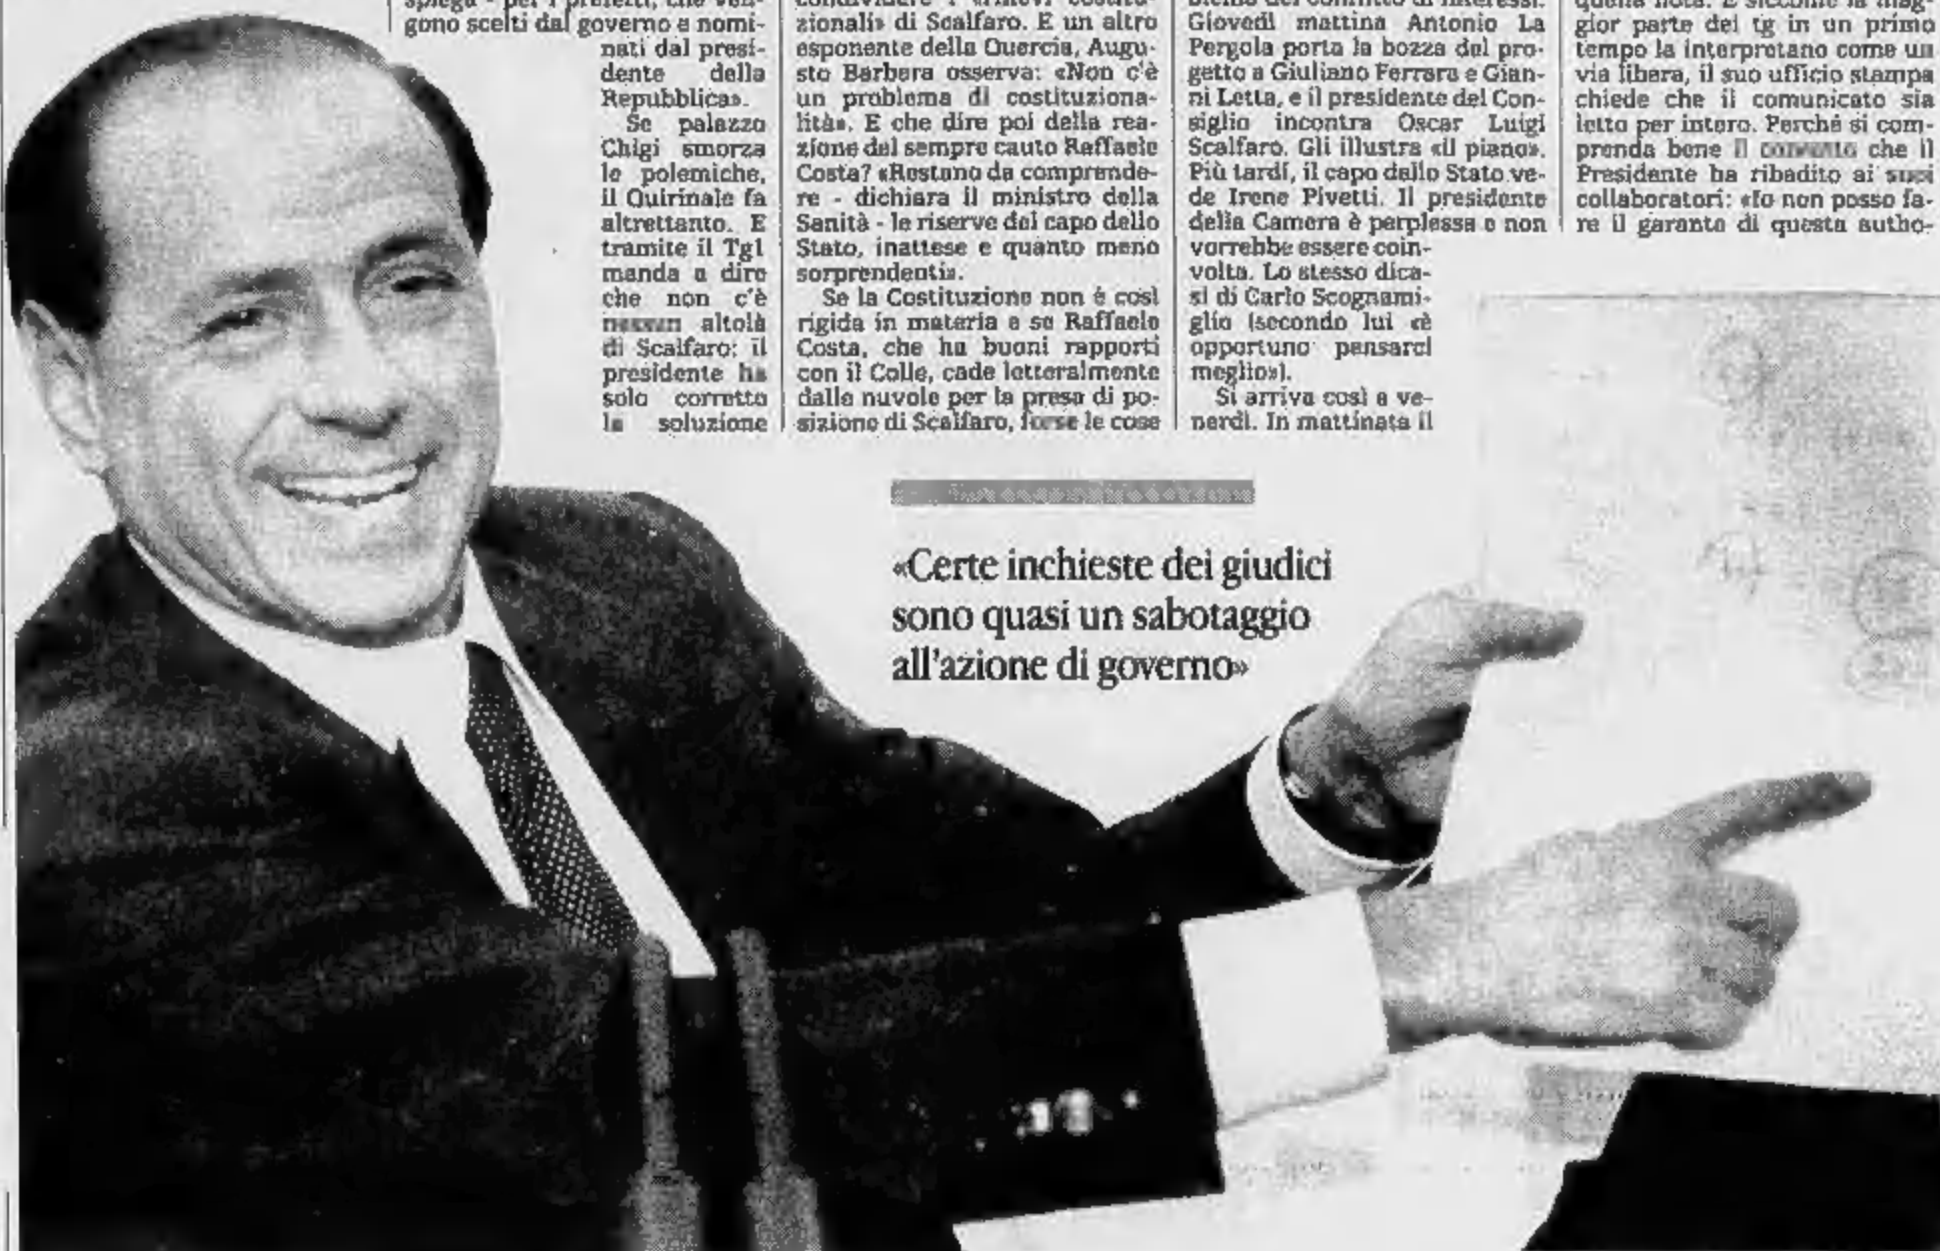 gono scelti dal governo e nomi-
nati dal presi-
dente della
Repubblica».
Se palazzo
Chigi smorza
le polemiche,
il Quirinale fa
altrettanto. E
tramite il Tg1
manda a dire
che non c'è
nessun altolà
di Scalfaro: il
presidente ha
solo corretto
la soluzione
zionali» di Scalfaro. E un altro
esponente della Quercia, Augu-
sto Barbera osserva: «Non c'è
un problema di costituziona-
lità». E che dire poi della rea-
zione del sempre cauto Raffaele
Costa? «Restano da comprende-
re - dichiara il ministro della
Sanità - le riserve del capo dello
Stato, inattese e quanto meno
sorprendenti».
Se la Costituzione non è così
rigida in materia e se Raffaele
Costa, che ha buoni rapporti
con il Colle, cade letteralmente
dalle nuvole per la presa di po-
sizione di Scalfaro, forse le cose
Giovedì mattina Antonio La
Pergola porta la bozza del pro-
getto a Giuliano Ferrara e Gian-
ni Letta, e il presidente del Con-
siglio incontra Oscar Luigi
Scalfaro. Gli illustra «il piano».
Più tardi, il capo dello Stato ve-
de Irene Pivetti. Il presidente
della Camera è perplessa e non
vorrebbe essere coin-
volta. Lo stesso dica-
si di Carlo Scognami-
glio (secondo lui «è
opportuno pensarci
meglio»).
Si arriva così a ve-
nerdì. In mattinata il
quella nota. E siccome la mag-
gior parte dei tg in un primo
tempo la interpretano come un
via libera, il suo ufficio stampa
chiede che il comunicato sia
letto per intero. Perché si com-
prenda bene il che il
Presidente ha ribadito ai suoi
collaboratori: «Io non posso fa-
re il garante di questa autho-
«Certe inchieste dei giudici
sono quasi un sabotaggio
all'azione di governo»